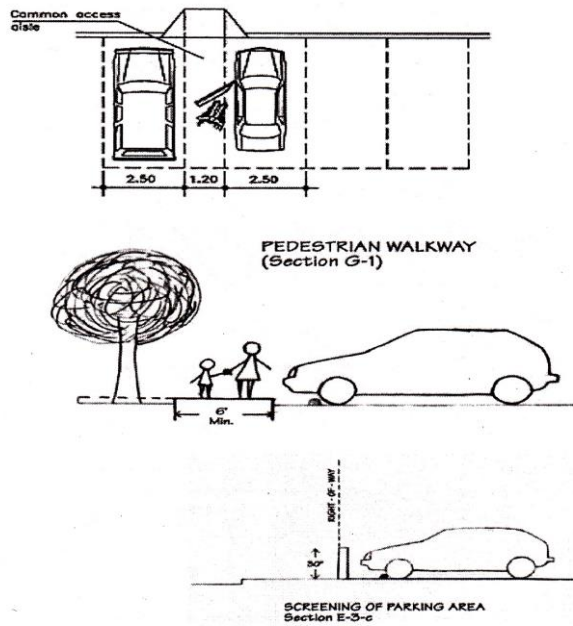 Common access
aisle
2.50 1.20 2.50
PEDESTRIAN WALKWAY
(Section G-1)
6'
Min.
RIGHT-OF-WAY
30"
SCREENING OF PARKING AREA
Section E-3-c